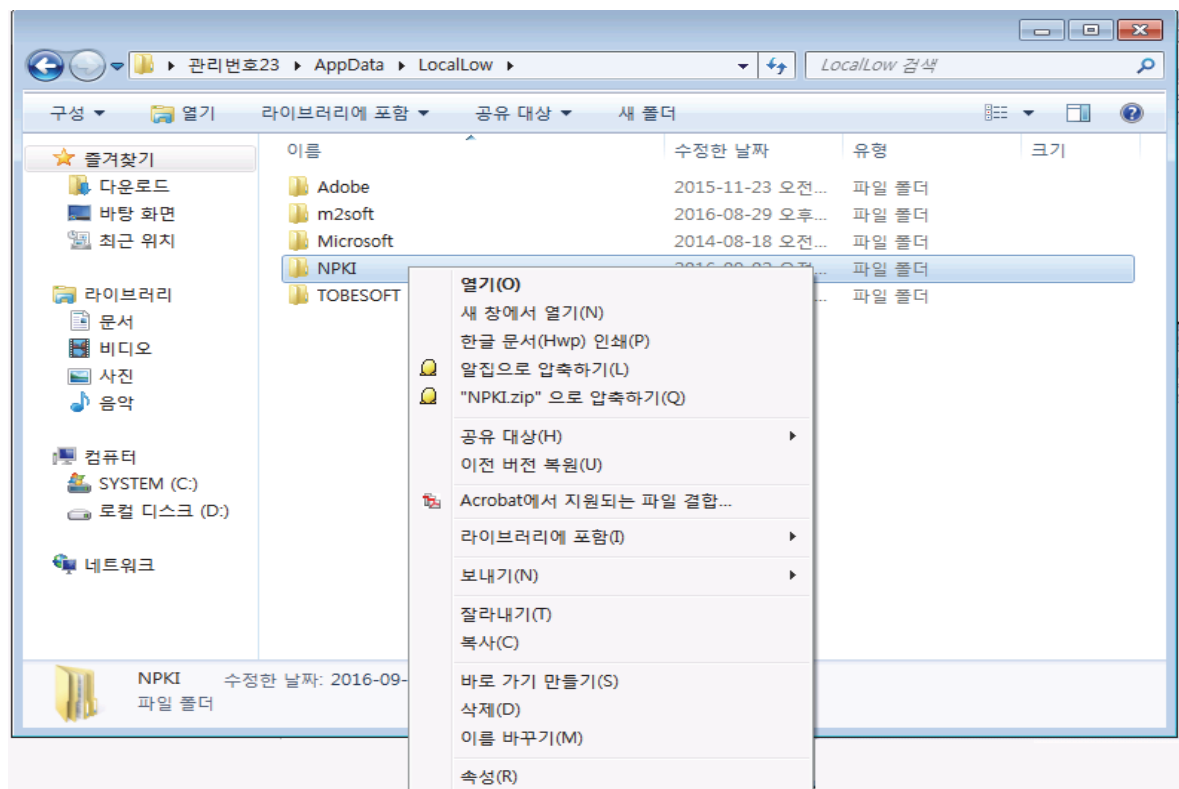 관리번호23 ▸ AppData ▸ LocalLow ▸
LocalLow 검색
구성 열기 라이브러리에 포함 공유 대상 새 폴더
이름 수정한 날짜 유형 크기
즐겨찾기
다운로드
바탕 화면
최근 위치
라이브러리
문서
비디오
사진
음악
컴퓨터
SYSTEM (C:)
로컬 디스크 (D:)
네트워크
Adobe 2015-11-23 오전... 파일 폴더
m2soft 2016-08-29 오후... 파일 폴더
Microsoft 2014-08-18 오전... 파일 폴더
NPKI 파일 폴더
TOBESOFT ... 파일 폴더
열기(O)
새 창에서 열기(N)
한글 문서(Hwp) 인쇄(P)
알집으로 압축하기(L)
"NPKI.zip" 으로 압축하기(Q)
공유 대상(H)
이전 버전 복원(U)
Acrobat에서 지원되는 파일 결합...
라이브러리에 포함(I)
보내기(N)
잘라내기(T)
복사(C)
바로 가기 만들기(S)
삭제(D)
이름 바꾸기(M)
속성(R)
NPKI 수정한 날짜: 2016-09-
파일 폴더